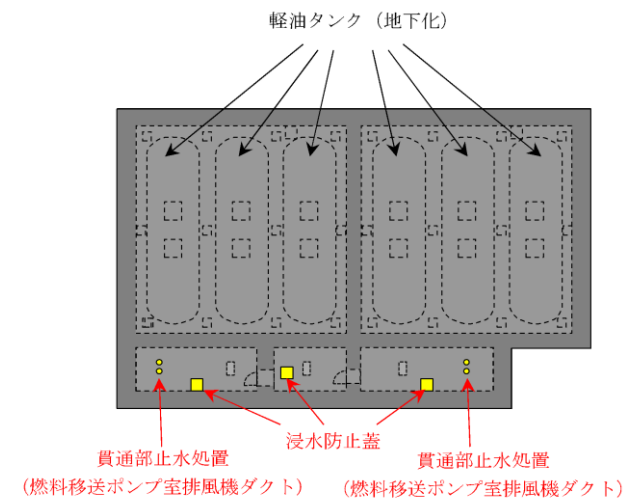 軽油タンク（地下化）
浸水防止蓋
貫通部止水処置
（燃料移送ポンプ室排風機ダクト）
貫通部止水処置
（燃料移送ポンプ室排風機ダクト）